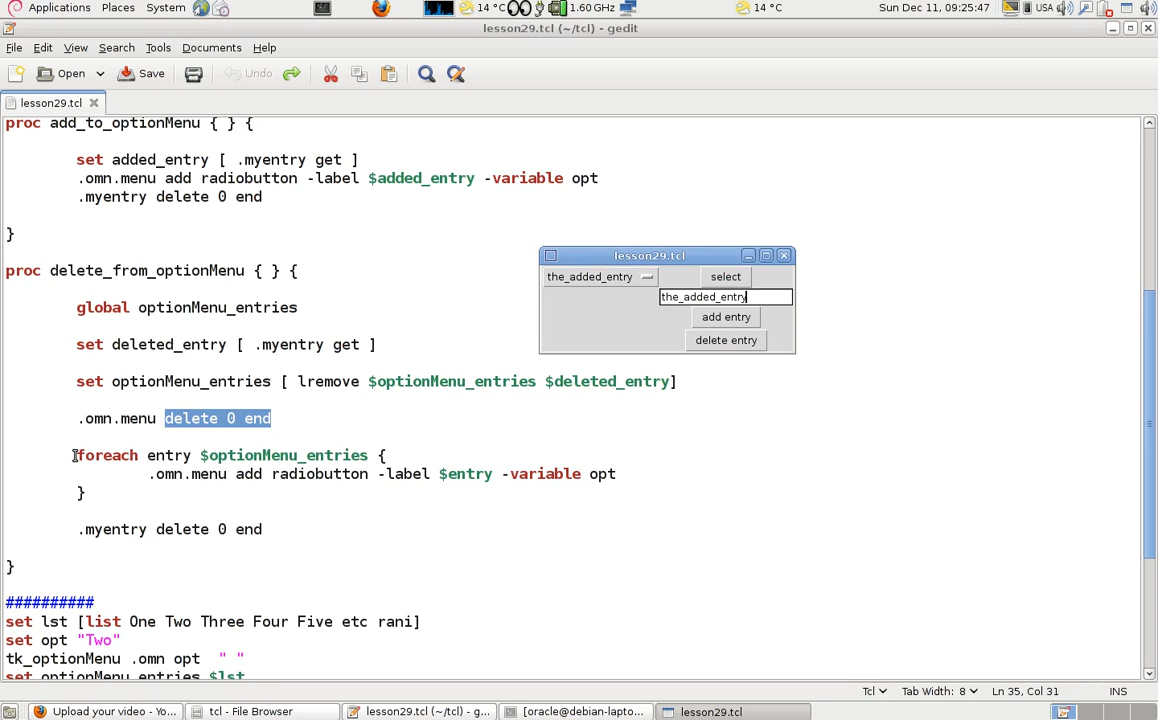 Applications Places System 14 °C 1.60 GHz 14 °C Sun Dec 11, 09:25:47 USA
lesson29.tcl (~/tcl) - gedit
File Edit View Search Tools Documents Help
Open Save Undo
lesson29.tcl
proc add_to_optionMenu { } {
set added_entry [ .myentry get ]
.omn.menu add radiobutton -label $added_entry -variable opt
.myentry delete 0 end
}
proc delete_from_optionMenu { } {
global optionMenu_entries
set deleted_entry [ .myentry get ]
set optionMenu_entries [ lremove $optionMenu_entries $deleted_entry]
.omn.menu delete 0 end
foreach entry $optionMenu_entries {
.omn.menu add radiobutton -label $entry -variable opt
}
.myentry delete 0 end
}
##########
set lst [list One Two Three Four Five etc rani]
set opt "Two"
tk_optionMenu .omn opt " "
set optionMenu_entries $lst
lesson29.tcl
the_added_entry select
the_added_entry
add entry
delete entry
Tcl Tab Width: 8 Ln 35, Col 31 INS
Upload your video - Yo... tcl - File Browser lesson29.tcl (~/tcl) - g... [oracle@debian-lapto... lesson29.tcl